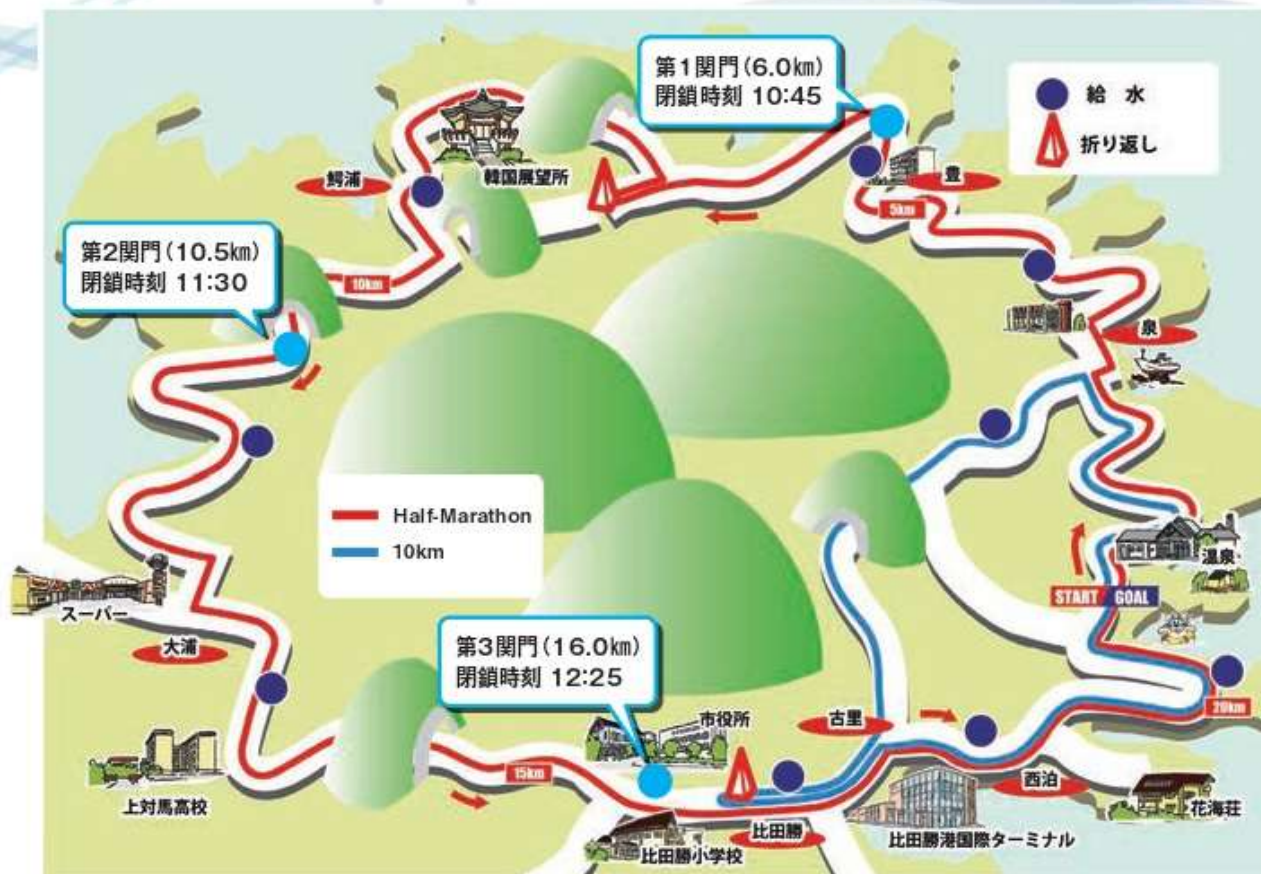 第1関門(6.0㎞)
閉鎖時刻 10:45
給 水
折り返し
韓国展望所
鰐浦
豊
5km
第2関門(10.5㎞)
閉鎖時刻 11:30
10km
泉
Half-Marathon
10km
温泉
START GOAL
スーパー
大浦
第3関門(16.0㎞)
閉鎖時刻 12:25
市役所
古里
20km
上対馬高校
15km
西泊
花海荘
比田勝
比田勝小学校
比田勝港国際ターミナル